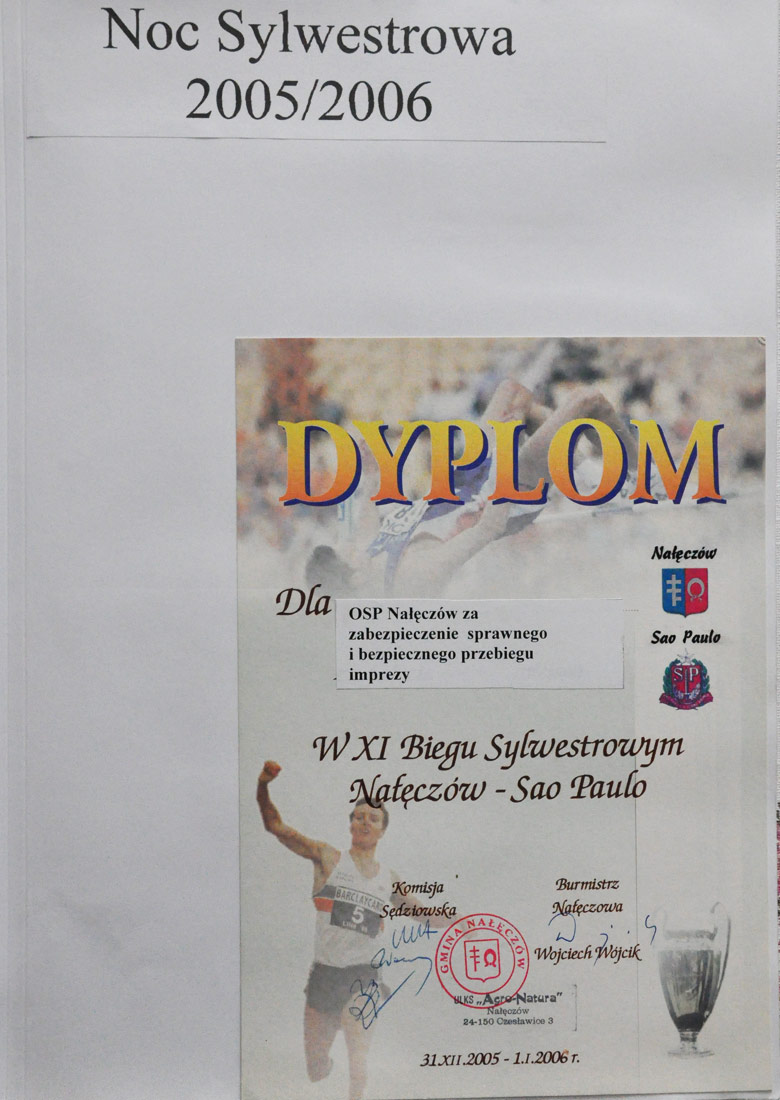 Noc Sylwestrowa
2005/2006
DYPLOM
Nałęczów
Dla
OSP Nałęczów za
zabezpieczenie sprawnego
i bezpiecznego przebiegu
imprezy
Sao Paulo
SP
W XI Biegu Sylwestrowym
Nałęczów - Sao Paulo
BARCLAYCARD
5
Komisja
Sędziowska
Burmistrz
Nałęczowa
Wojciech Wójcik
GMINA NAŁĘCZÓW
ULKS „Agro-Natura”
Nałęczów
24-150 Czesławice 3
31.XII.2005 - 1.I.2006 r.